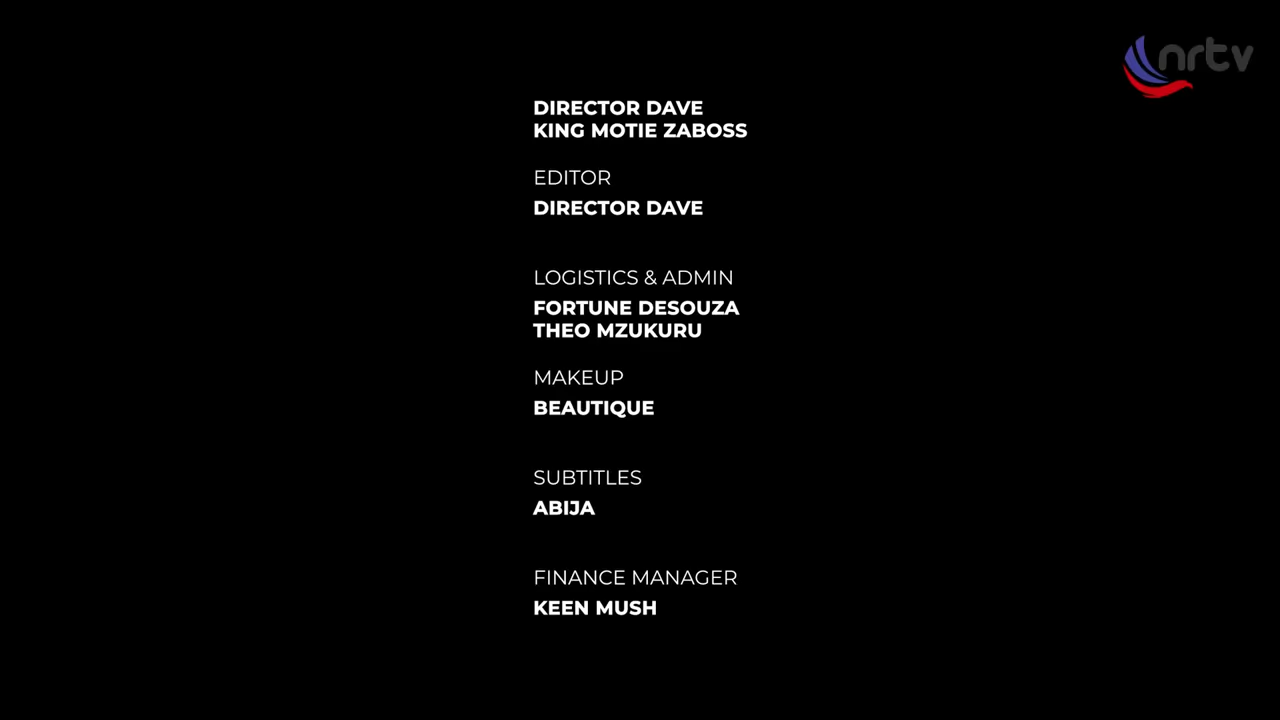 nrtv
DIRECTOR DAVE
KING MOTIE ZABOSS
EDITOR
DIRECTOR DAVE
LOGISTICS & ADMIN
FORTUNE DESOUZA
THEO MZUKURU
MAKEUP
BEAUTIQUE
SUBTITLES
ABIJA
FINANCE MANAGER
KEEN MUSH